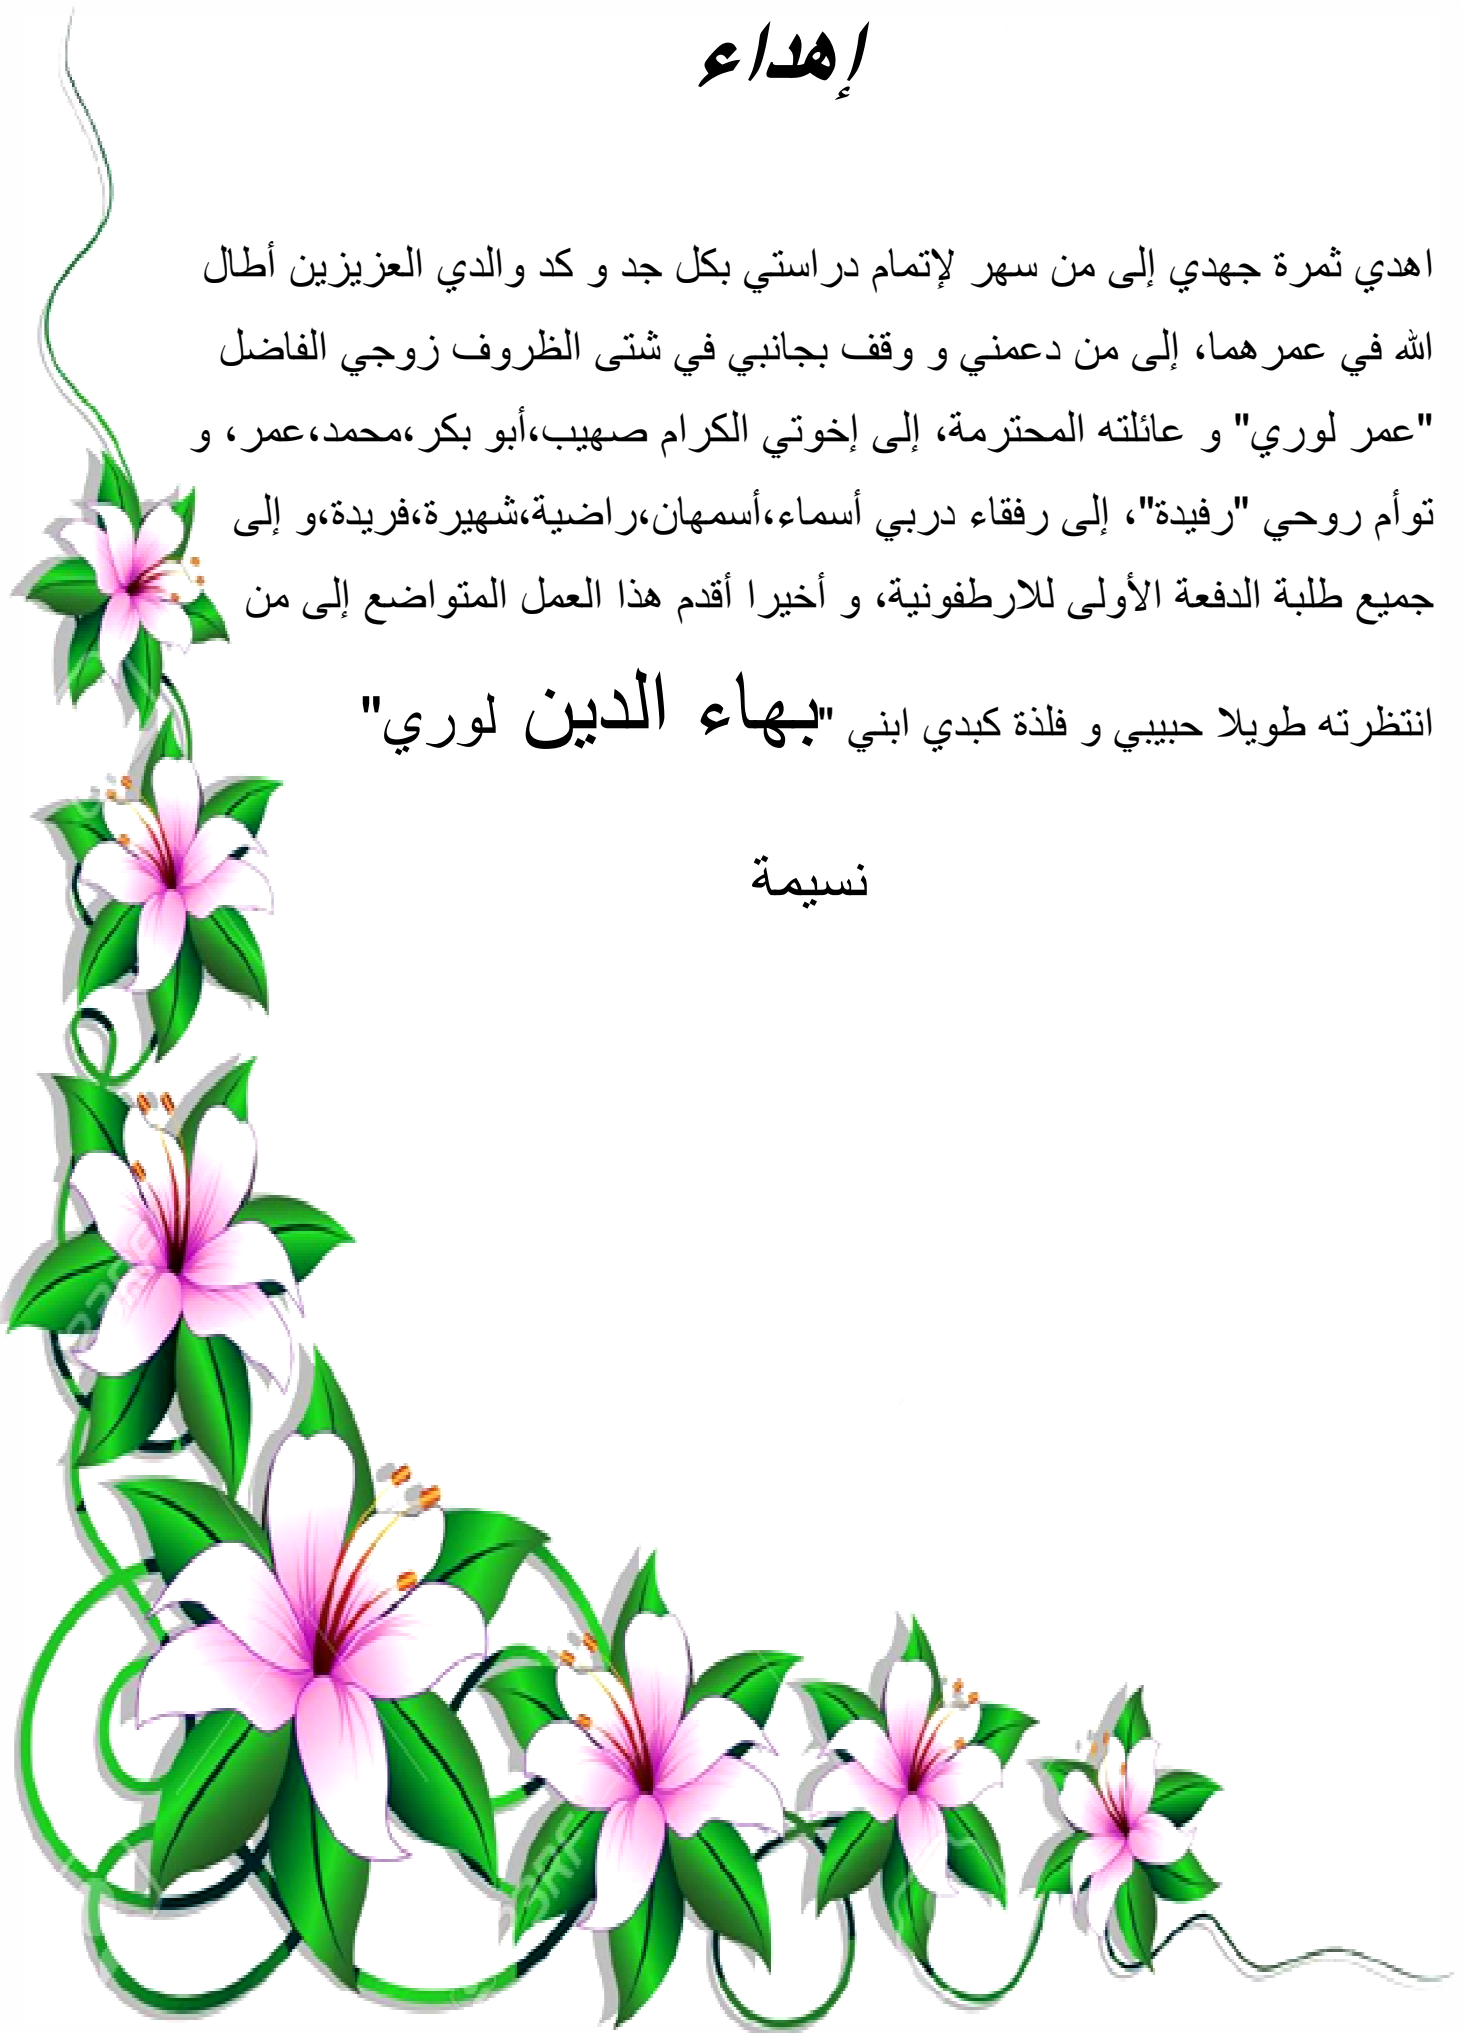 إهداء
اهدي ثمرة جهدي إلى من سهر لإتمام دراستي بكل جد و كد والدي العزيزين أطال
الله في عمرهما، إلى من دعمني و وقف بجانبي في شتى الظروف زوجي الفاضل
"عمر لوري" و عائلته المحترمة، إلى إخوتي الكرام صهيب،أبو بكر،محمد،عمر، و
توأم روحي "رفيدة"، إلى رفقاء دربي أسماء،أسمهان،راضية،شهيرة،فريدة،و إلى
جميع طلبة الدفعة الأولى للارطفونية، و أخيرا أقدم هذا العمل المتواضع إلى من
انتظرته طويلا حبيبي و فلذة كبدي ابني "بهاء الدين لوري"
نسيمة